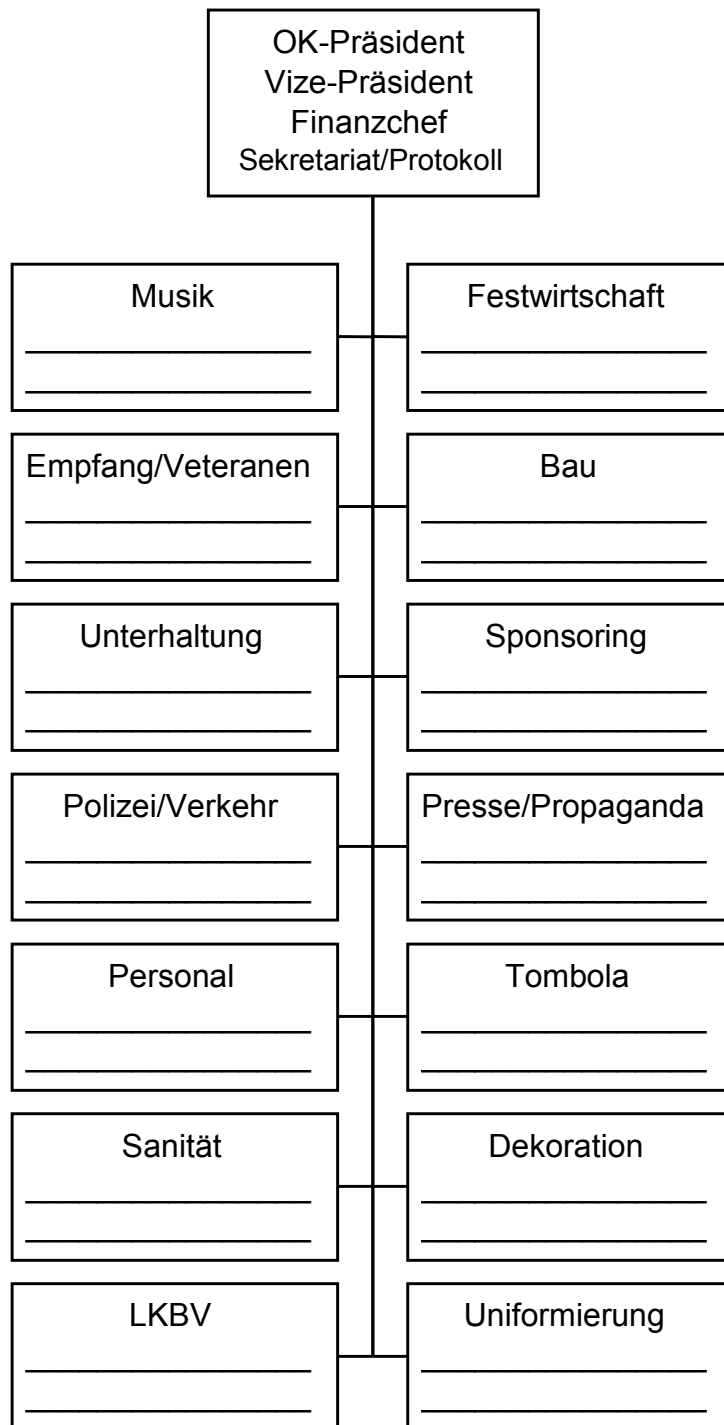 OK-Präsident
Vize-Präsident
Finanzchef
Sekretariat/Protokoll
Musik
Festwirtschaft
Empfang/Veteranen
Bau
Unterhaltung
Sponsoring
Polizei/Verkehr
Presse/Propaganda
Personal
Tombola
Sanität
Dekoration
LKBV
Uniformierung